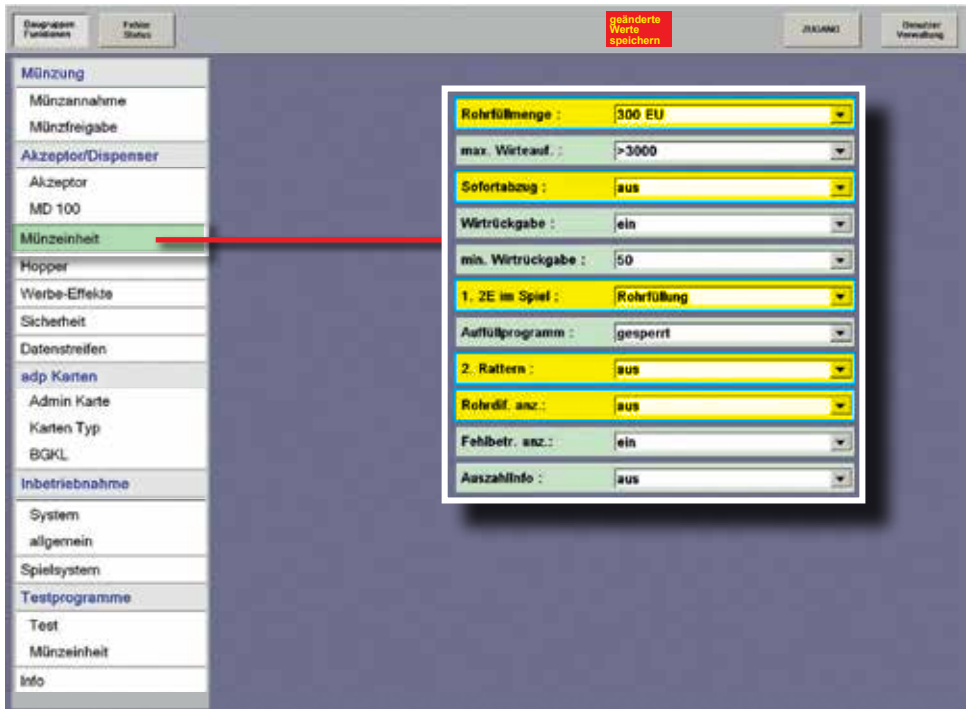 Baugruppen
Funktionen
Fehler
Status
geänderte
Werte
speichern
ZUGANG
Benutzer
Verwaltung
Münzung
Münzannahme
Münzfreigabe
Akzeptor/Dispenser
Akzeptor
MD 100
Münzeinheit
Hopper
Werbe-Effekte
Sicherheit
Datenstreifen
adp Karten
Admin Karte
Karten Typ
BGKL
Inbetriebnahme
System
allgemein
Spielsystem
Testprogramme
Test
Münzeinheit
Info
Rohrfüllmenge : 300 EU
max. Wirteauf. : >3000
Sofortabzug : aus
Wirtrückgabe : ein
min. Wirtrückgabe : 50
1. 2E im Spiel : Rohrfüllung
Auffüllprogramm : gesperrt
2. Rattern : aus
Rohrdif. anz.: aus
Fehlbetr. anz.: ein
Auszahlinfo : aus